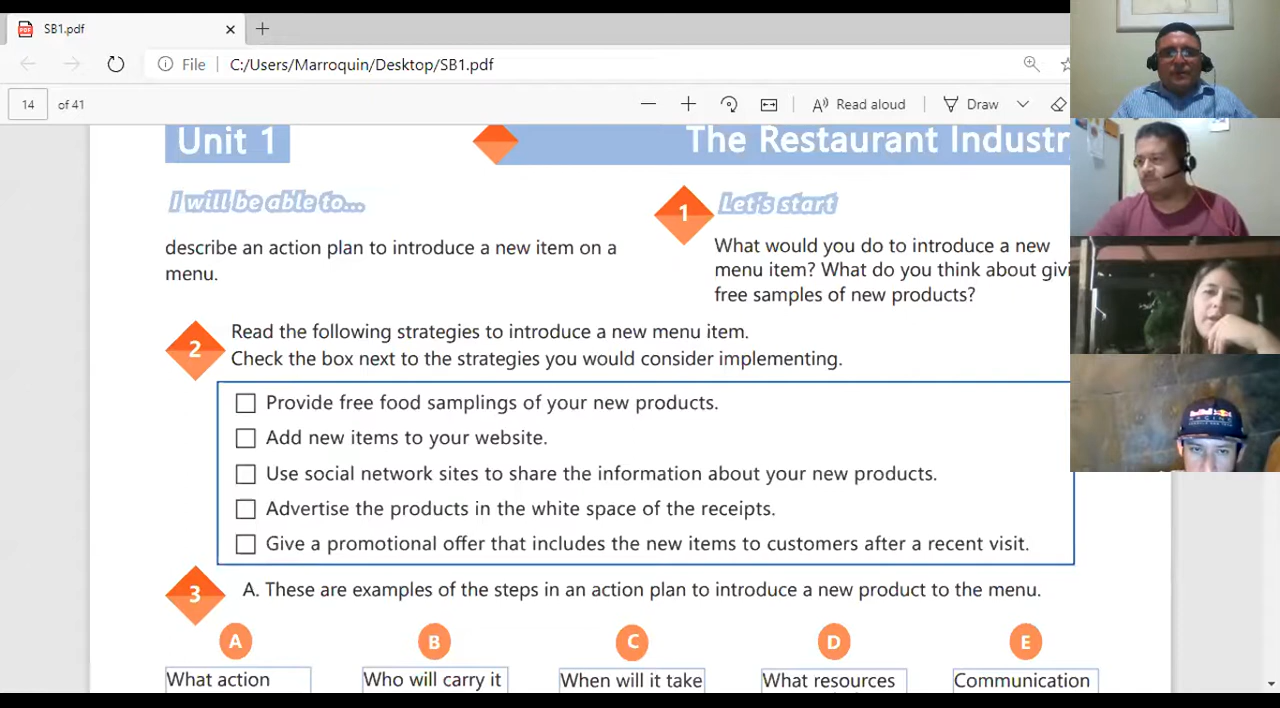 SB1.pdf
File C:/Users/Marroquin/Desktop/SB1.pdf
14 of 41 Read aloud Draw
Unit 1
The Restaurant Industr
I will be able to...
describe an action plan to introduce a new item on a
menu.
1 Let's start
What would you do to introduce a new
menu item? What do you think about givi
free samples of new products?
2 Read the following strategies to introduce a new menu item.
Check the box next to the strategies you would consider implementing.
Provide free food samplings of your new products.
Add new items to your website.
Use social network sites to share the information about your new products.
Advertise the products in the white space of the receipts.
Give a promotional offer that includes the new items to customers after a recent visit.
3 A. These are examples of the steps in an action plan to introduce a new product to the menu.
A B C D E
What action Who will carry it When will it take What resources Communication
Red Bull
RACING